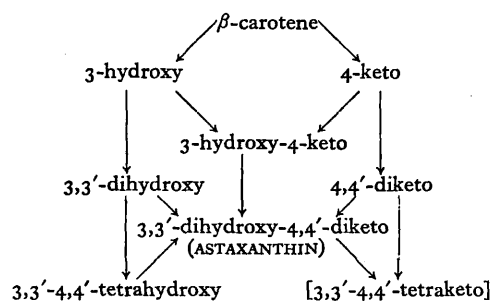 β-carotene
3-hydroxy 4-keto
3-hydroxy-4-keto
3,3′-dihydroxy 4,4′-diketo
3,3′-dihydroxy-4,4′-diketo
(ASTAXANTHIN)
3,3′-4,4′-tetrahydroxy [3,3′-4,4′-tetraketo]